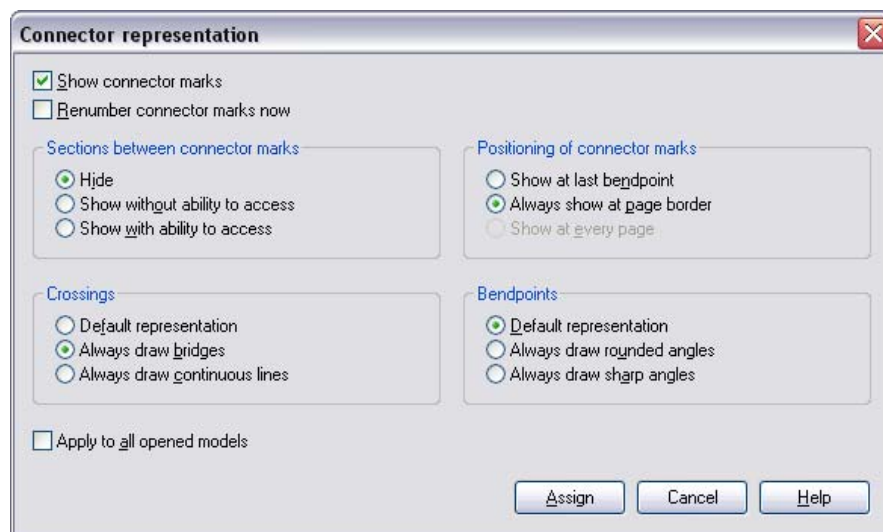 Connector representation
Show connector marks
Renumber connector marks now
Sections between connector marks
Hide
Show without ability to access
Show with ability to access
Positioning of connector marks
Show at last bendpoint
Always show at page border
Show at every page
Crossings
Default representation
Always draw bridges
Always draw continuous lines
Bendpoints
Default representation
Always draw rounded angles
Always draw sharp angles
Apply to all opened models
Assign
Cancel
Help